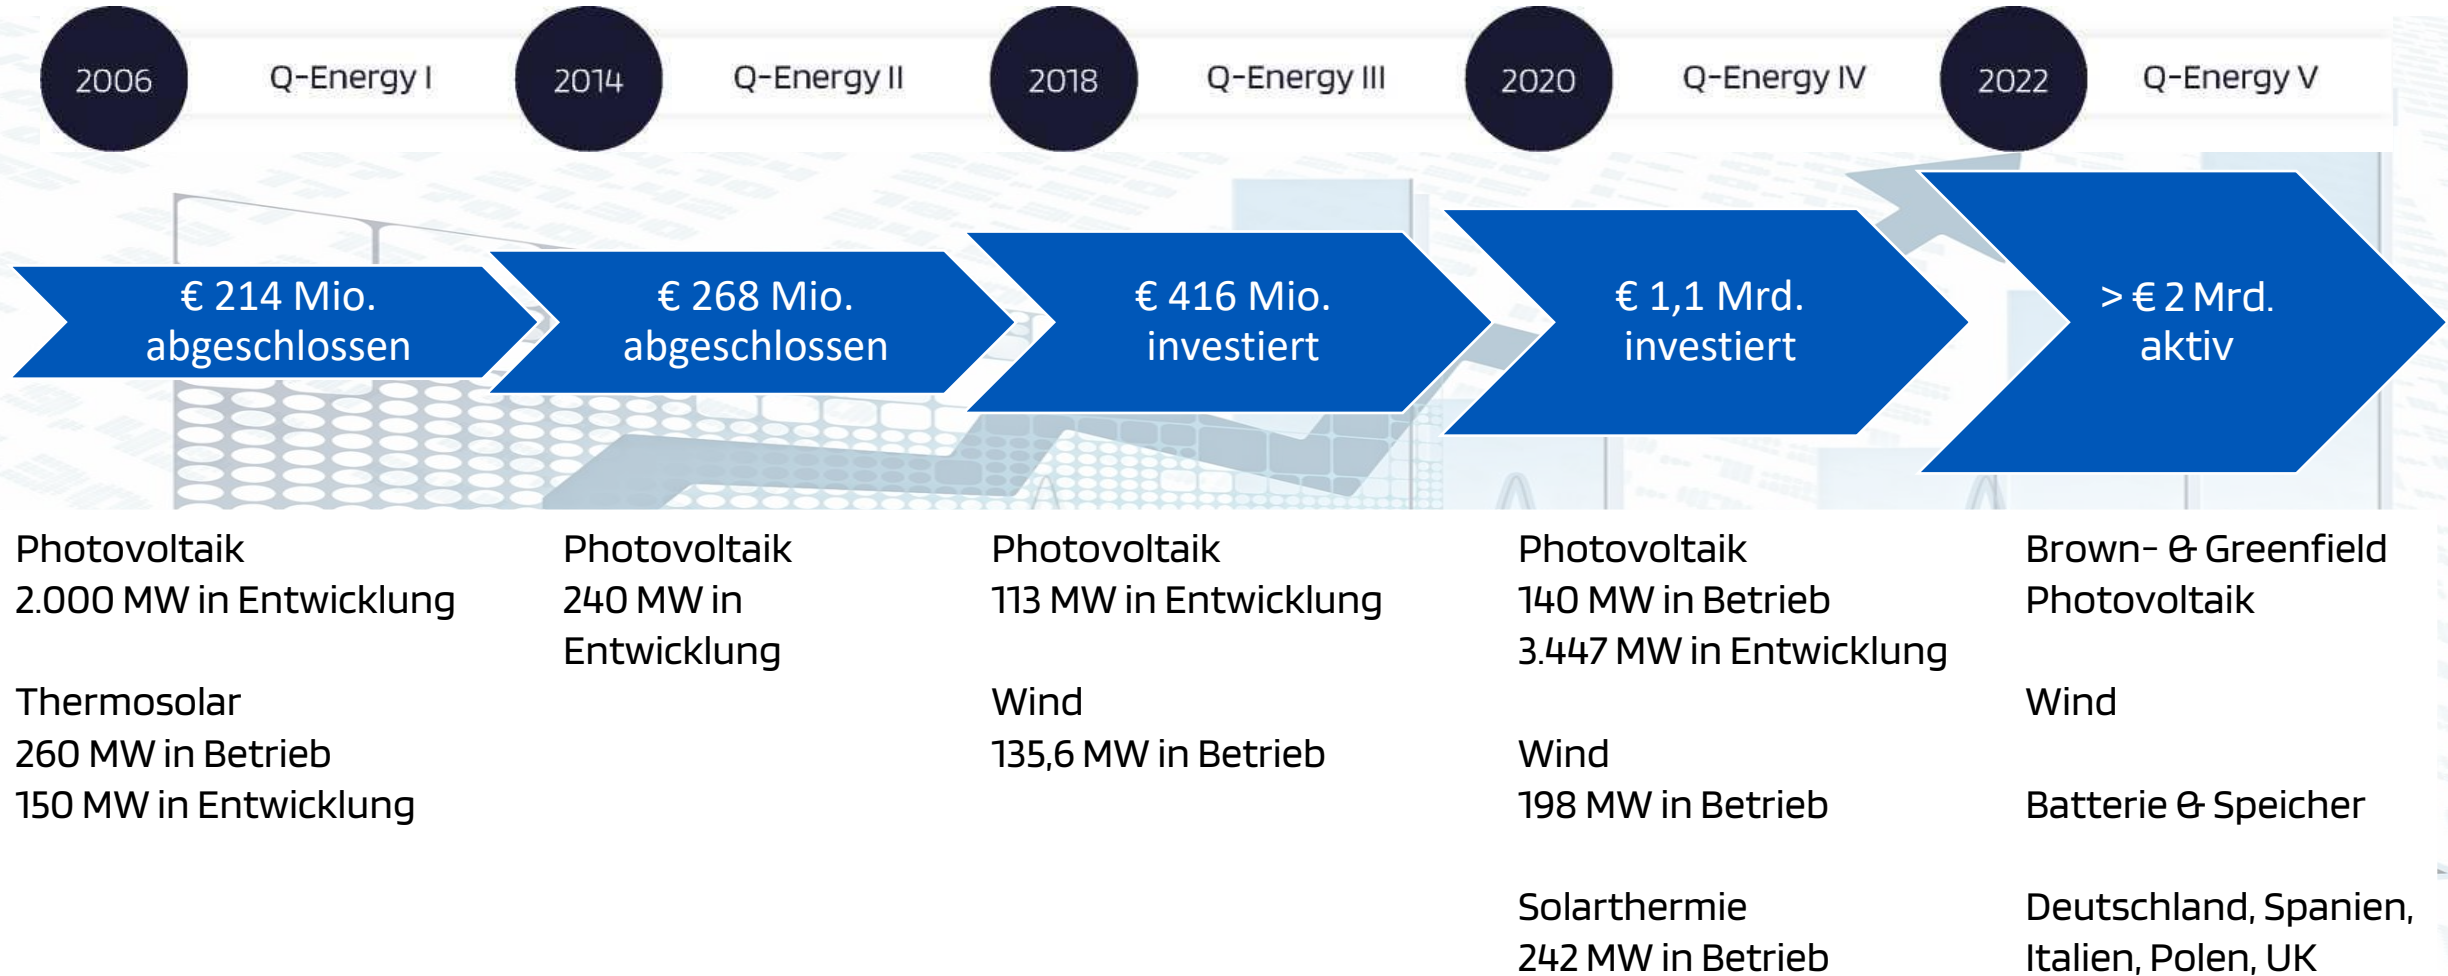 2006
Q-Energy I
2014
Q-Energy II
2018
Q-Energy III
2020
Q-Energy IV
2022
Q-Energy V
€ 214 Mio.
abgeschlossen
€ 268 Mio.
abgeschlossen
€ 416 Mio.
investiert
€ 1,1 Mrd.
investiert
> € 2 Mrd.
aktiv
Photovoltaik
2.000 MW in Entwicklung
Thermosolar
260 MW in Betrieb
150 MW in Entwicklung
Photovoltaik
240 MW in
Entwicklung
Photovoltaik
113 MW in Entwicklung
Wind
135,6 MW in Betrieb
Photovoltaik
140 MW in Betrieb
3.447 MW in Entwicklung
Wind
198 MW in Betrieb
Solarthermie
242 MW in Betrieb
Brown- & Greenfield
Photovoltaik
Wind
Batterie & Speicher
Deutschland, Spanien,
Italien, Polen, UK